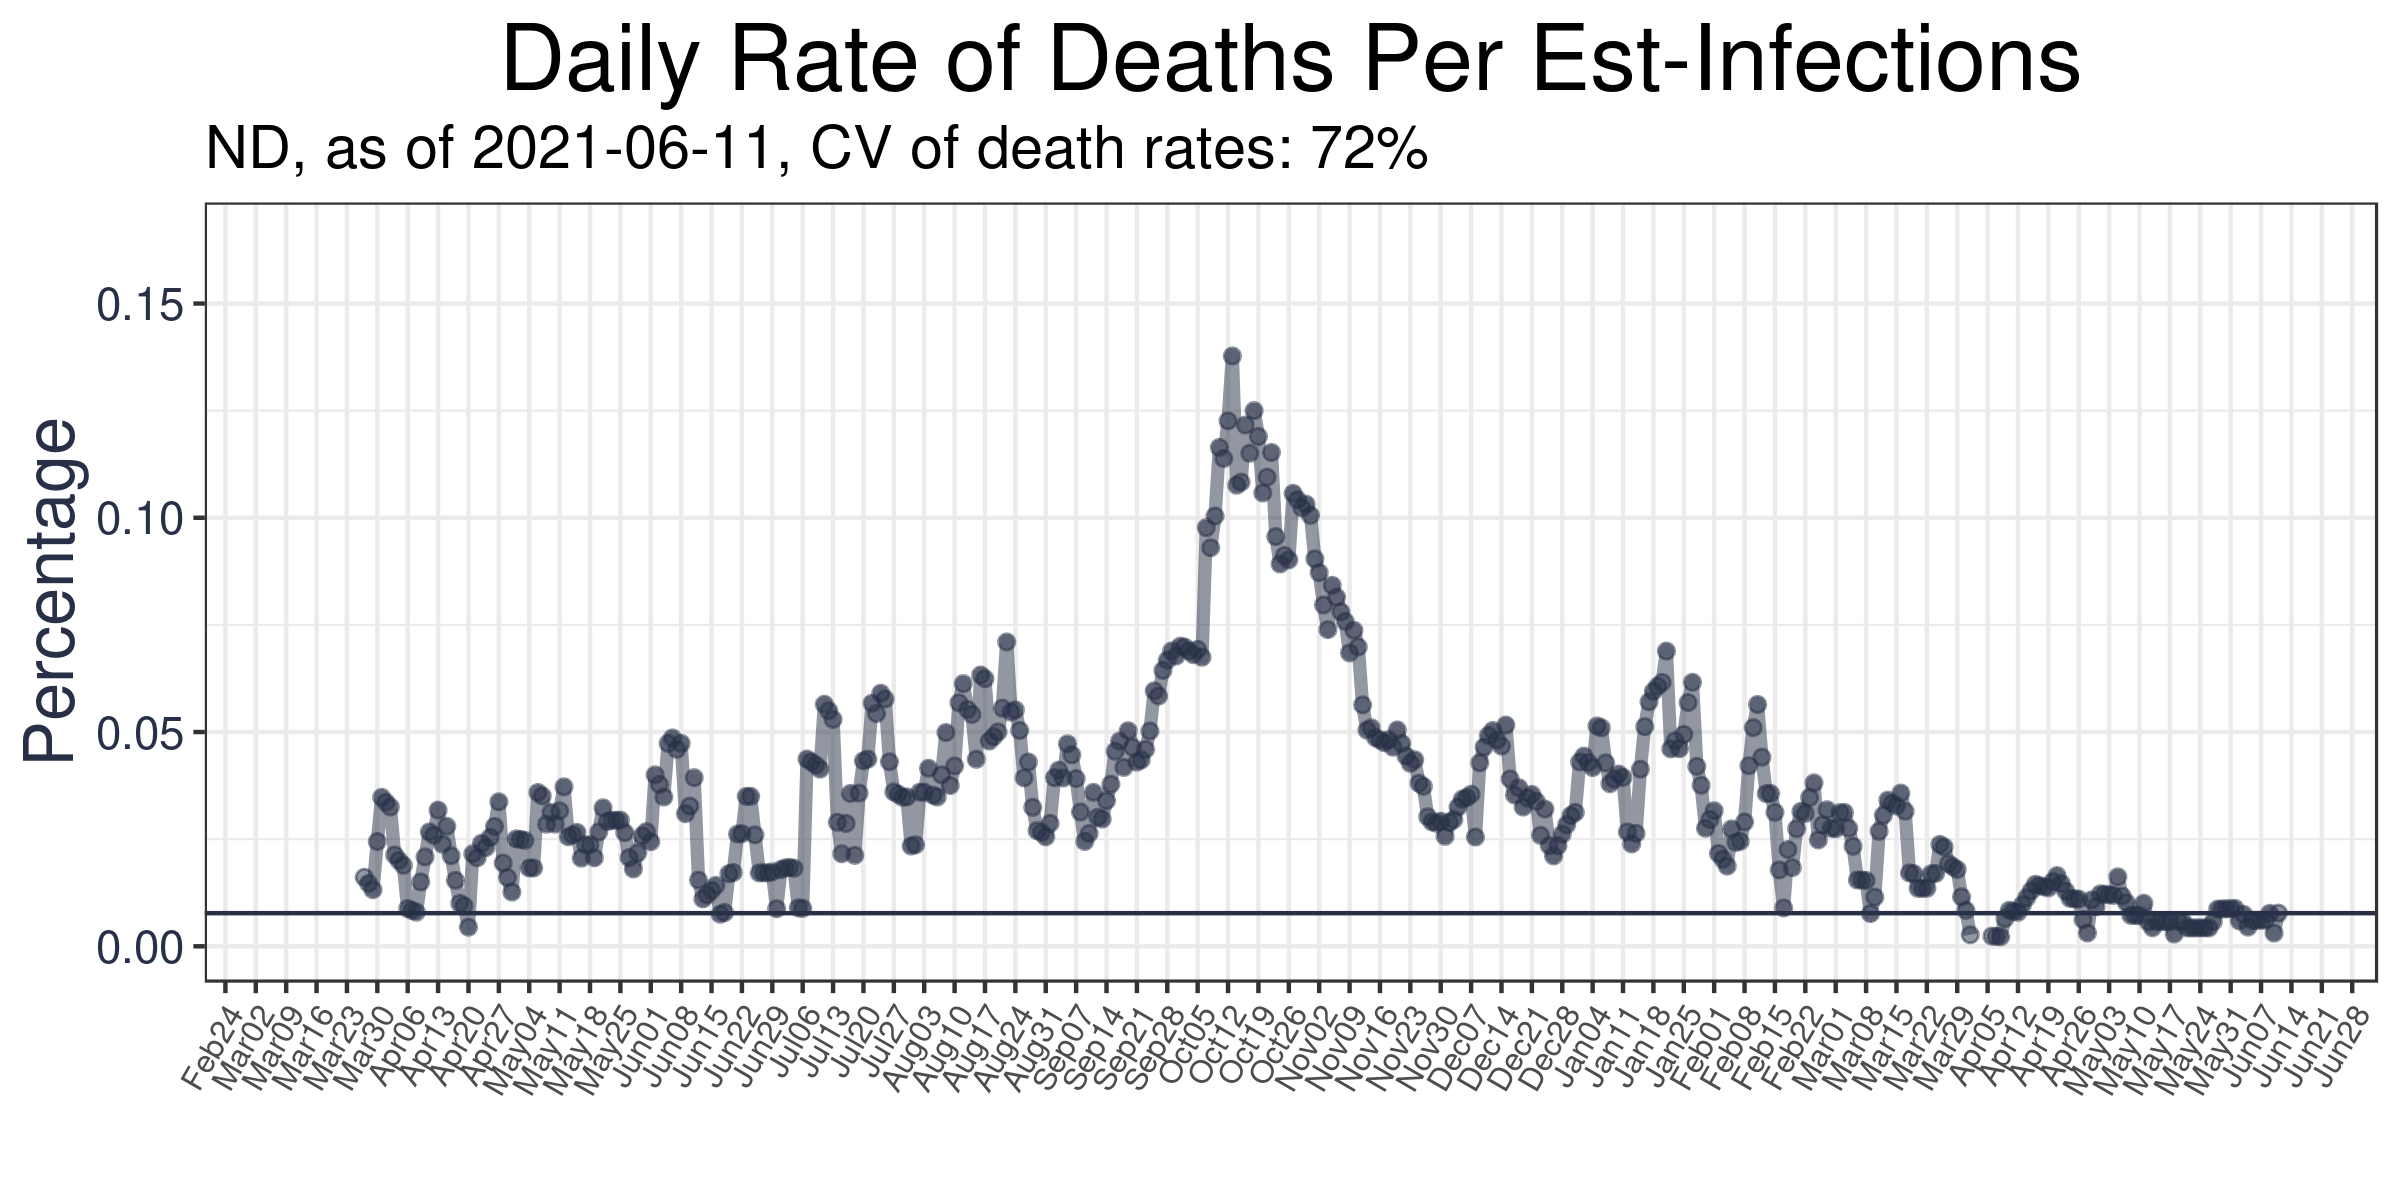 Daily Rate of Deaths Per Est-Infections
ND, as of 2021-06-11, CV of death rates: 72%
Percentage
0.15
0.10
0.05
0.00
Feb24
Mar02
Mar09
Mar16
Mar23
Mar30
Apr06
Apr13
Apr20
Apr27
May04
May11
May18
May25
Jun01
Jun08
Jun15
Jun22
Jun29
Jul06
Jul13
Jul20
Jul27
Aug03
Aug10
Aug17
Aug24
Aug31
Sep07
Sep14
Sep21
Sep28
Oct05
Oct12
Oct19
Oct26
Nov02
Nov09
Nov16
Nov23
Nov30
Dec07
Dec14
Dec21
Dec28
Jan04
Jan11
Jan18
Jan25
Feb01
Feb08
Feb15
Feb22
Mar01
Mar08
Mar15
Mar22
Mar29
Apr05
Apr12
Apr19
Apr26
May03
May10
May17
May24
May31
Jun07
Jun14
Jun21
Jun28